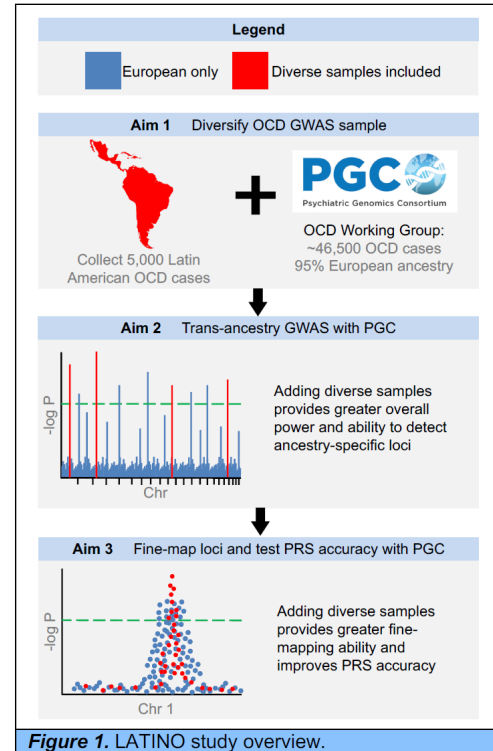 Legend
European only
Diverse samples included
Aim 1 Diversify OCD GWAS sample
Collect 5,000 Latin
American OCD cases
PGC
Psychiatric Genomics Consortium
OCD Working Group:
~46,500 OCD cases
95% European ancestry
Aim 2 Trans-ancestry GWAS with PGC
-log P
Chr
Adding diverse samples
provides greater overall
power and ability to detect
ancestry-specific loci
Aim 3 Fine-map loci and test PRS accuracy with PGC
-log P
Chr 1
Adding diverse samples
provides greater fine-
mapping ability and
improves PRS accuracy
Figure 1. LATINO study overview.